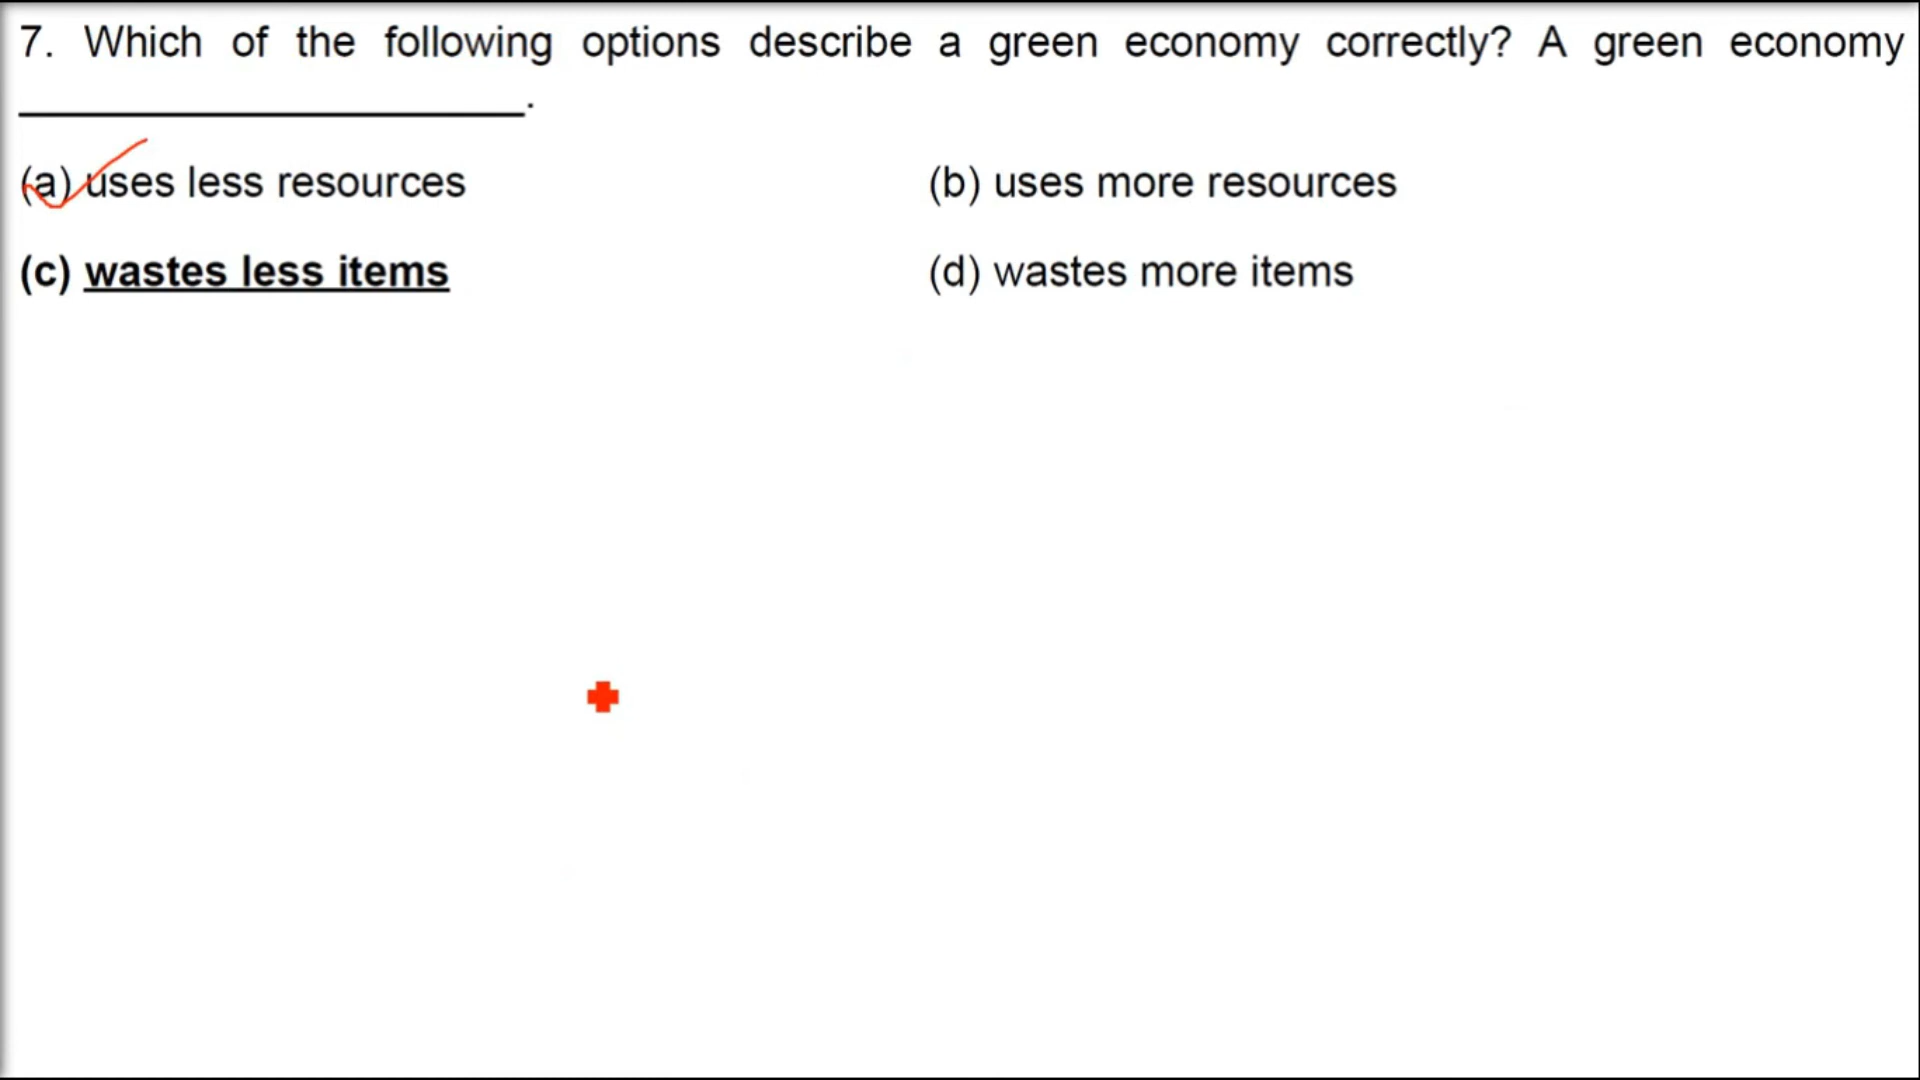 7. Which of the following options describe a green economy correctly? A green economy
______________________.
(a) uses less resources
(b) uses more resources
(c) wastes less items
(d) wastes more items